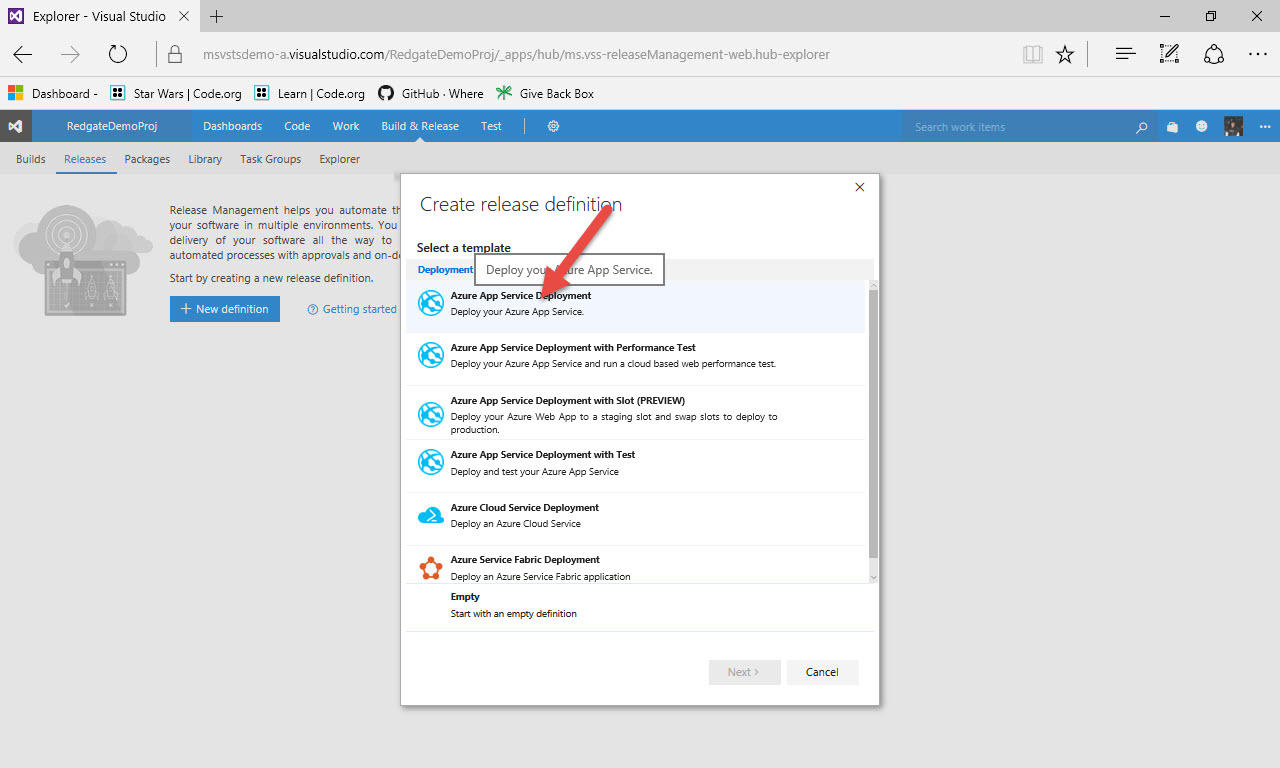 Explorer - Visual Studio
msvstsdemo-a.visualstudio.com/RedgateDemoProj/_apps/hub/ms.vss-releaseManagement-web.hub-explorer
Dashboard - Star Wars | Code.org Learn | Code.org GitHub · Where Give Back Box
RedgateDemoProj Dashboards Code Work Build & Release Test Search work items
Builds Releases Packages Library Task Groups Explorer
Release Management helps you automate th
your software in multiple environments. You
delivery of your software all the way to
automated processes with approvals and on-d
Start by creating a new release definition.
New definition Getting started
Create release definition
Select a template
Deployment
Deploy your Azure App Service.
Azure App Service Deployment
Deploy your Azure App Service.
Azure App Service Deployment with Performance Test
Deploy your Azure App Service and run a cloud based web performance test.
Azure App Service Deployment with Slot (PREVIEW)
Deploy your Azure Web App to a staging slot and swap slots to deploy to
production.
Azure App Service Deployment with Test
Deploy and test your Azure App Service
Azure Cloud Service Deployment
Deploy an Azure Cloud Service
Azure Service Fabric Deployment
Deploy an Azure Service Fabric application
Empty
Start with an empty definition
Next > Cancel